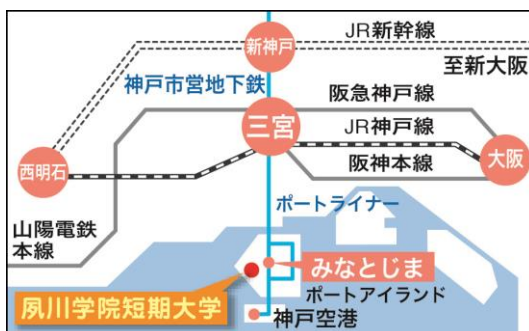 JR新幹線
新神戸
至新大阪
神戸市営地下鉄
阪急神戸線
三宮
JR神戸線
西明石
大阪
阪神本線
ポートライナー
山陽電鉄
本線
みなとじま
ポートアイランド
夙川学院短期大学
神戸空港